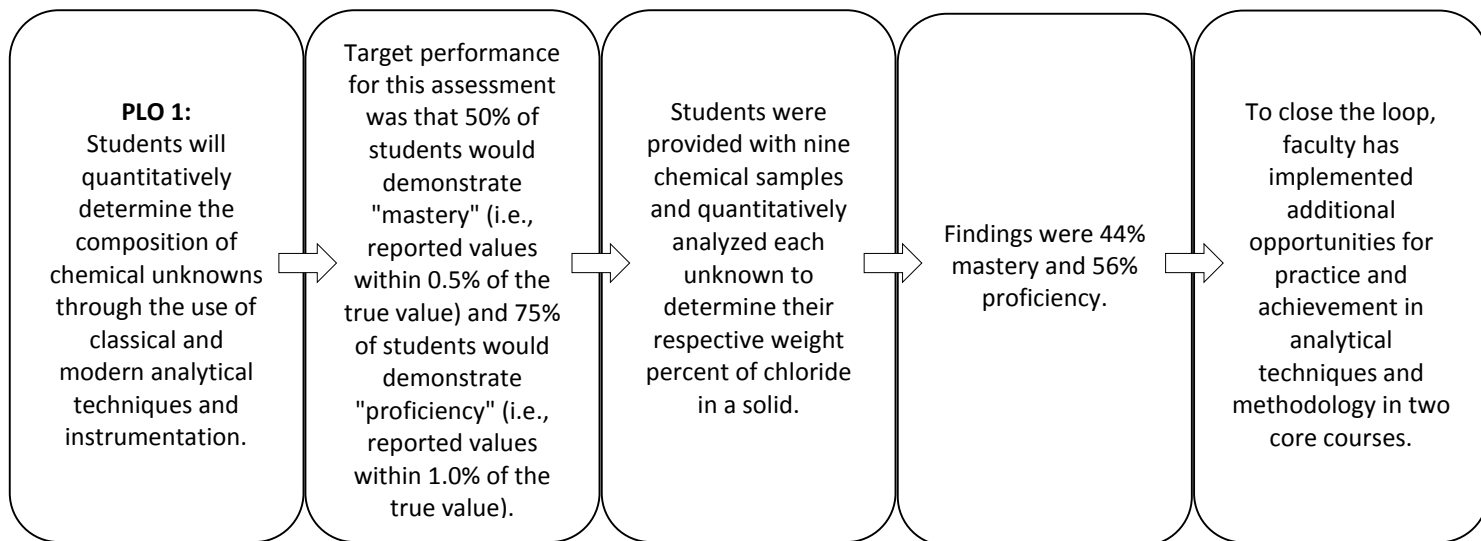 PLO 1:
Students will
quantitatively
determine the
composition of
chemical unknowns
through the use of
classical and
modern analytical
techniques and
instrumentation.
Target performance
for this assessment
was that 50% of
students would
demonstrate
"mastery" (i.e.,
reported values
within 0.5% of the
true value) and 75%
of students would
demonstrate
"proficiency" (i.e.,
reported values
within 1.0% of the
true value).
Students were
provided with nine
chemical samples
and quantitatively
analyzed each
unknown to
determine their
respective weight
percent of chloride
in a solid.
Findings were 44%
mastery and 56%
proficiency.
To close the loop,
faculty has
implemented
additional
opportunities for
practice and
achievement in
analytical
techniques and
methodology in two
core courses.